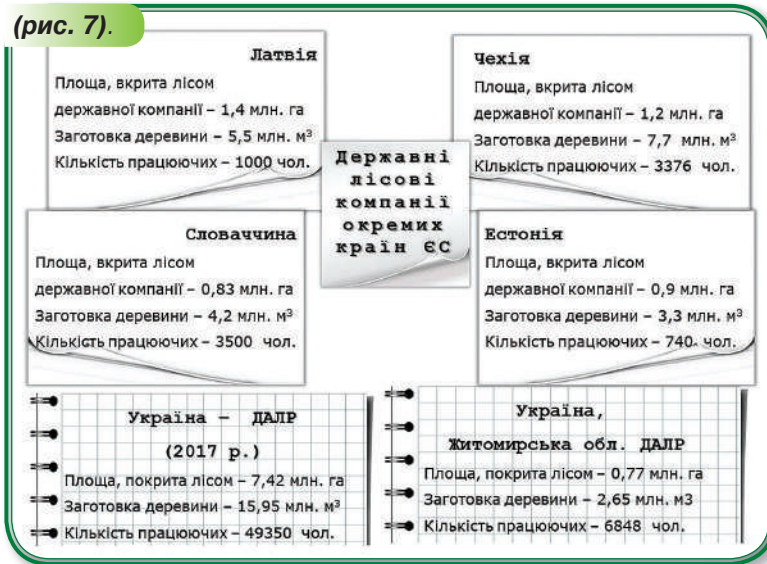 (рис. 7).
Латвія
Площа, вкрита лісом
державної компанії – 1,4 млн. га
Заготовка деревини – 5,5 млн. м³
Кількість працюючих – 1000 чол.
Чехія
Площа, вкрита лісом
державної компанії – 1,2 млн. га
Заготовка деревини – 7,7 млн. м³
Кількість працюючих – 3376 чол.
Державні
лісові
компанії
окремих
країн ЄС
Словаччина
Площа, вкрита лісом
державної компанії – 0,83 млн. га
Заготовка деревини – 4,2 млн. м³
Кількість працюючих – 3500 чол.
Естонія
Площа, вкрита лісом
державної компанії – 0,9 млн. га
Заготовка деревини – 3,3 млн. м³
Кількість працюючих – 740 чол.
Україна – ДАЛР
(2017 р.)
Площа, покрита лісом – 7,42 млн. га
Заготовка деревини – 15,95 млн. м³
Кількість працюючих – 49350 чол.
Україна,
Житомирська обл. ДАЛР
Площа, покрита лісом – 0,77 млн. га
Заготовка деревини – 2,65 млн. м3
Кількість працюючих – 6848 чол.